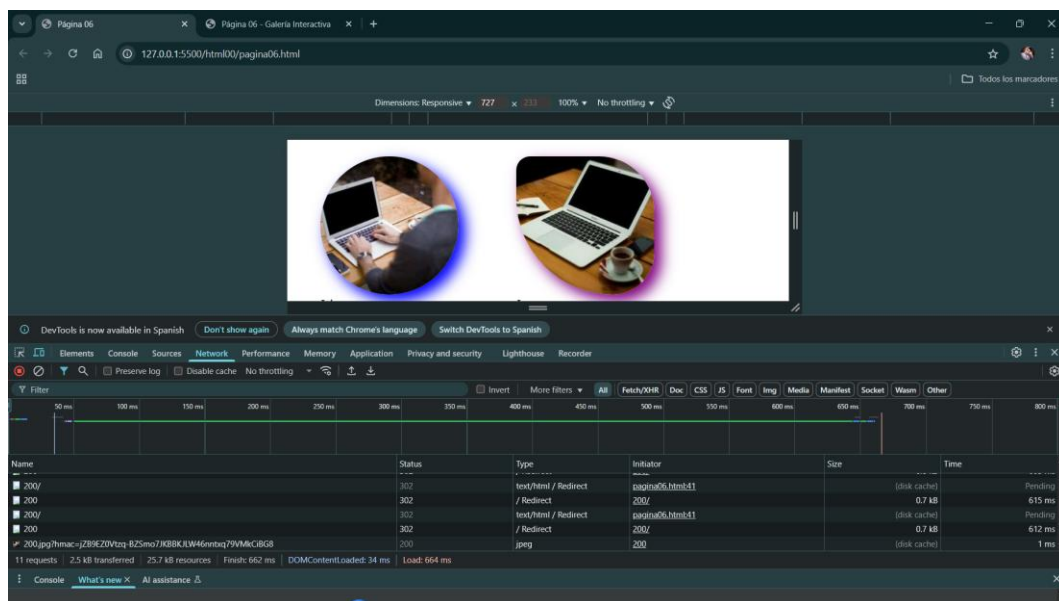 Página 06
Página 06 - Galería Interactiva
127.0.0.1:5500/html00/pagina06.html
Todos los marcadores
Dimensions: Responsive 727 x 233 100% No throttling
DevTools is now available in Spanish Don't show again Always match Chrome's language Switch DevTools to Spanish
Elements Console Sources Network Performance Memory Application Privacy and security Lighthouse Recorder
Preserve log Disable cache No throttling
Filter Invert More filters All Fetch/XHR Doc CSS JS Font Img Media Manifest Socket Wasm Other
50 ms 100 ms 150 ms 200 ms 250 ms 300 ms 350 ms 400 ms 450 ms 500 ms 550 ms 600 ms 650 ms 700 ms 750 ms 800 ms
Name Status Type Initiator Size Time
200/ 302 text/html / Redirect pagina06.html:41 (disk cache) Pending
200 302 / Redirect 200/ 0.7 kB 615 ms
200/ 302 text/html / Redirect pagina06.html:41 (disk cache) Pending
200 302 / Redirect 200/ 0.7 kB 612 ms
200 jpeg 200 (disk cache) 1 ms
11 requests 2.5 kB transferred 25.7 kB resources Finish: 662 ms DOMContentLoaded: 34 ms Load: 664 ms
Console What's new AI assistance